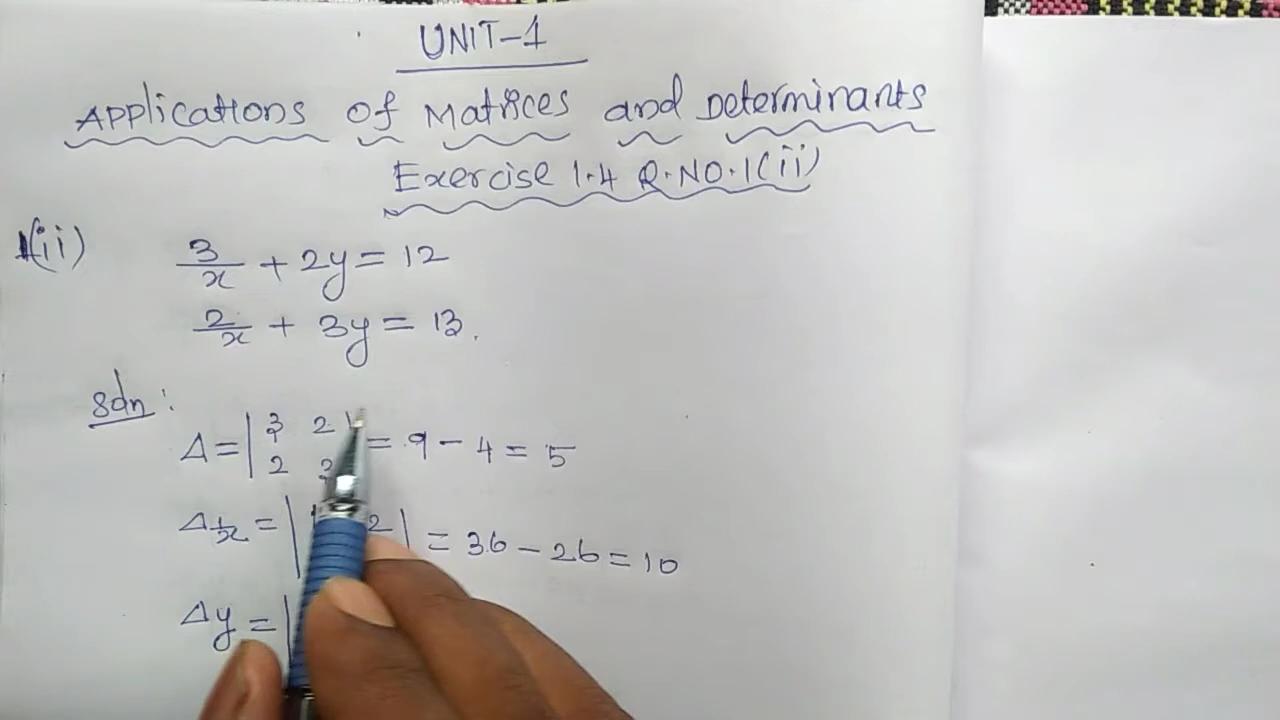 UNIT-1
Applications of Matrices and Determinants
Exercise 1.4 Q.NO.1(ii)
1(ii) 3/x + 2y = 12
2/x + 3y = 13.
Soln:
Δ = | 3 2 | = 9 - 4 = 5
2
Δ1/x = | 2 | = 36 - 26 = 10
Δy = |